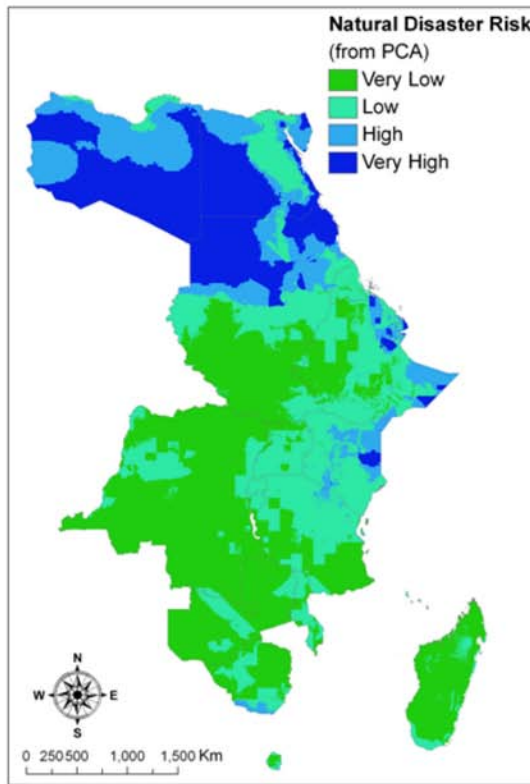 Natural Disaster Risk
(from PCA)
Very Low
Low
High
Very High
N
W E
S
0 250 500 1,000 1,500 Km